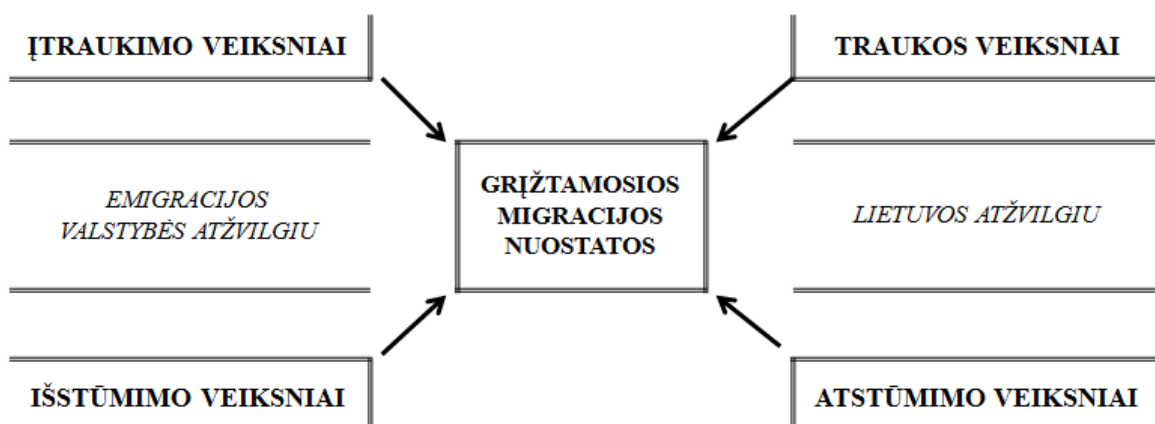 ĮTRAUKIMO VEIKSNIAI
TRAUKOS VEIKSNIAI
EMIGRACIJOS
VALSTYBĖS ATŽVILGIU
GRĮŽTAMOSIOS
MIGRACIJOS
NUOSTATOS
LIETUVOS ATŽVILGIU
IŠSTŪMIMO VEIKSNIAI
ATSTŪMIMO VEIKSNIAI